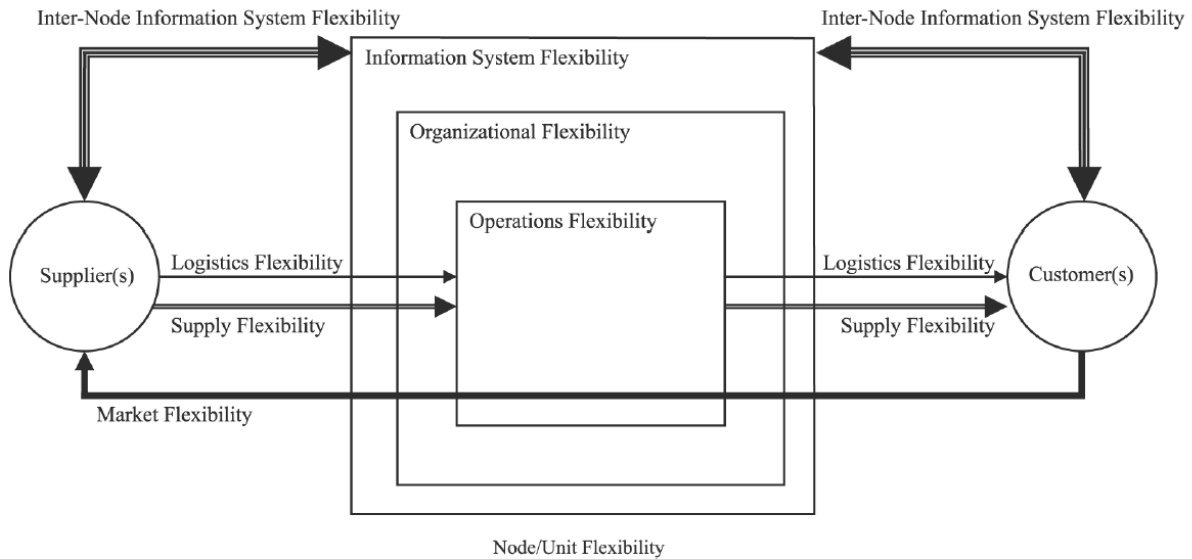 Inter-Node Information System Flexibility
Inter-Node Information System Flexibility
Information System Flexibility
Organizational Flexibility
Operations Flexibility
Supplier(s)
Logistics Flexibility
Logistics Flexibility
Customer(s)
Supply Flexibility
Supply Flexibility
Market Flexibility
Node/Unit Flexibility